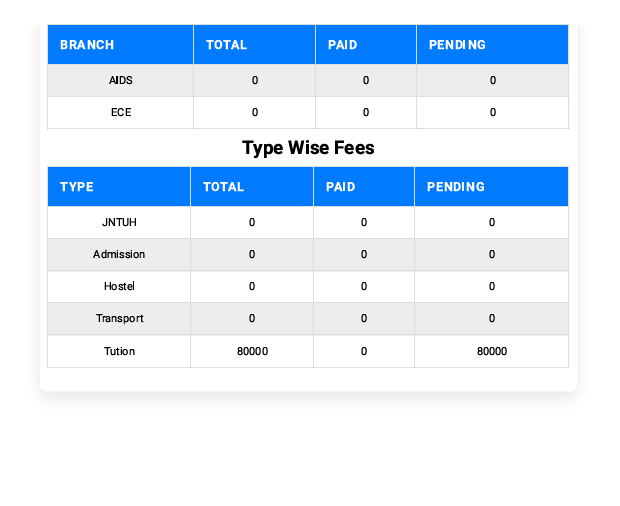 BRANCH TOTAL PAID PENDING
AIDS 0 0 0
ECE 0 0 0
Type Wise Fees
TYPE TOTAL PAID PENDING
JNTUH 0 0 0
Admission 0 0 0
Hostel 0 0 0
Transport 0 0 0
Tution 80000 0 80000